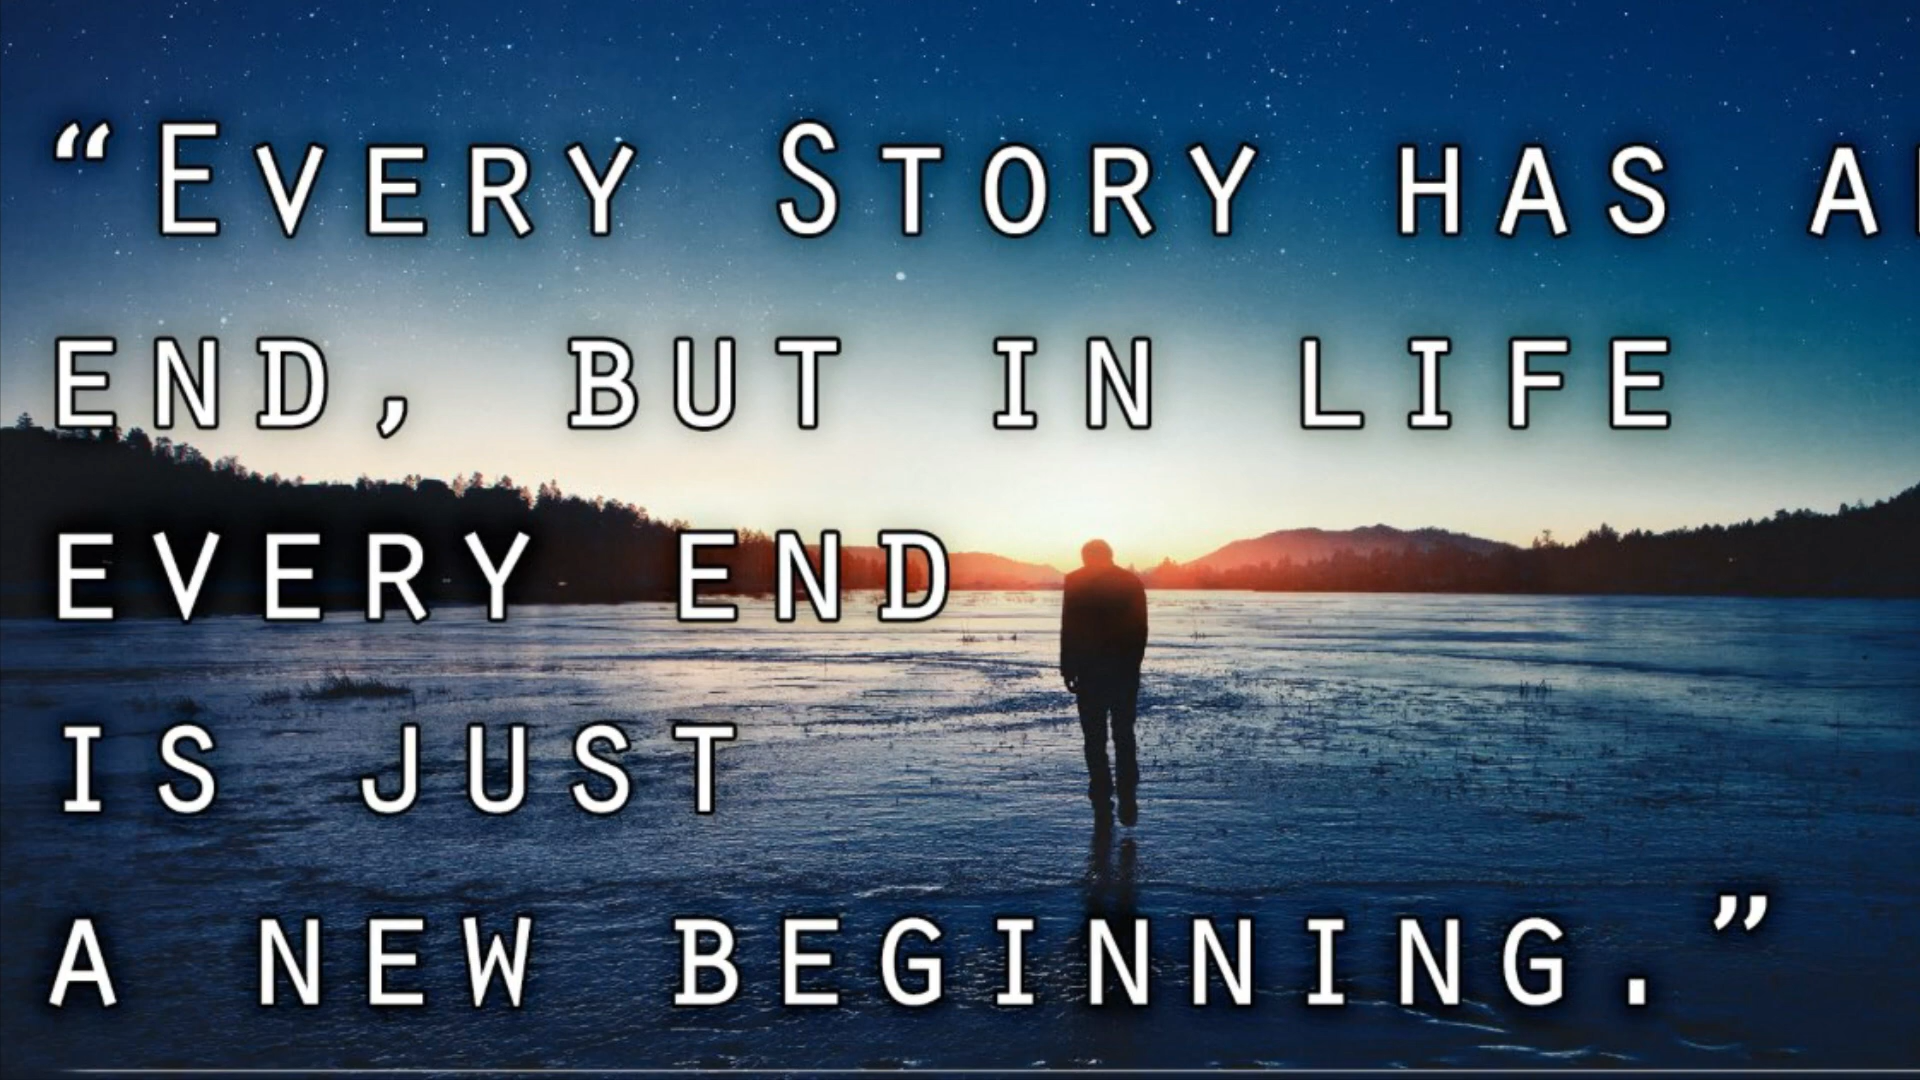 “Every Story has a
end, but in life
every end
is just
a new beginning.”